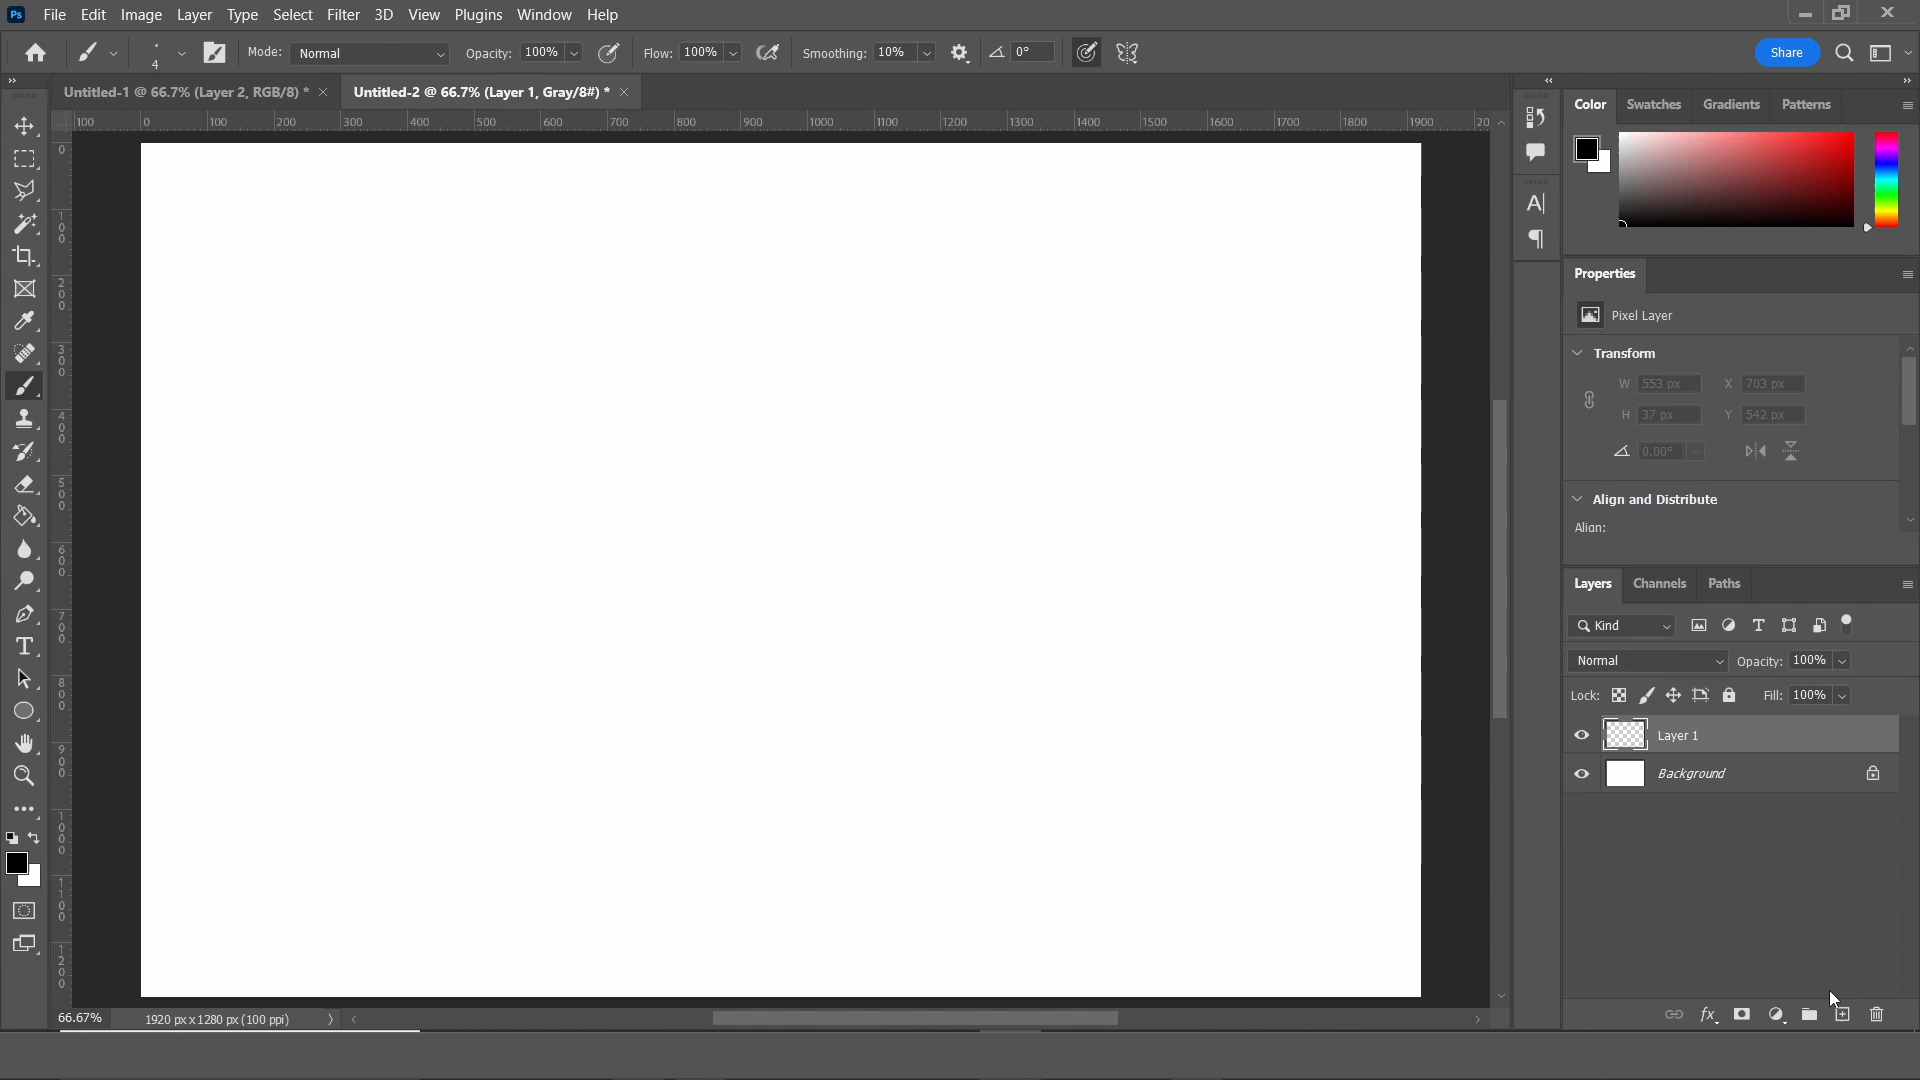 Ps File Edit Image Layer Type Select Filter 3D View Plugins Window Help
4 Mode: Normal Opacity: 100% Flow: 100% Smoothing: 10% 0° Share
Untitled-1 @ 66.7% (Layer 2, RGB/8) * Untitled-2 @ 66.7% (Layer 1, Gray/8#) *
100 0 100 200 300 400 500 600 700 800 900 1000 1100 1200 1300 1400 1500 1600 1700 1800 1900 20
0
100
200
300
400
500
600
700
800
900
1000
1100
1200
Color Swatches Gradients Patterns
Properties
Pixel Layer
Transform
W 553 px X 703 px
H 37 px Y 542 px
0.00°
Align and Distribute
Align:
Layers Channels Paths
Kind
Normal Opacity: 100%
Lock: Fill: 100%
Layer 1
Background
66.67% 1920 px x 1280 px (100 ppi)